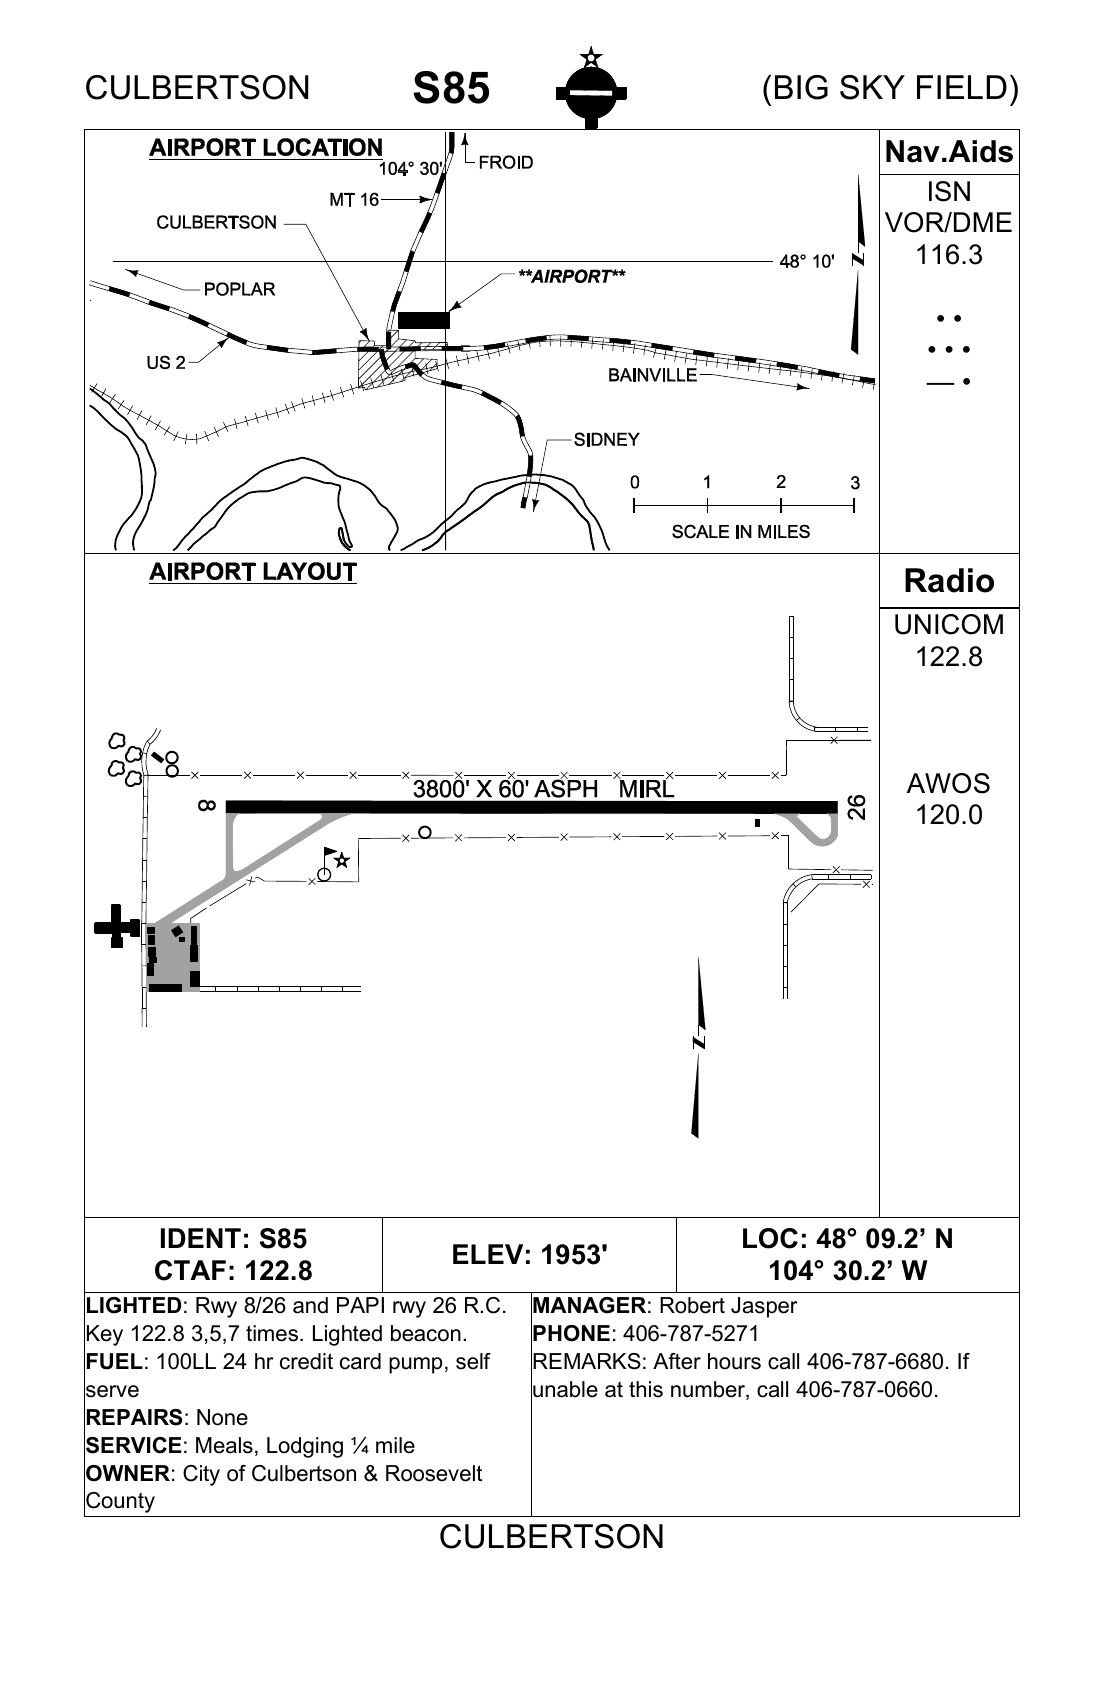 CULBERTSON S85 (BIG SKY FIELD)
AIRPORT LOCATION
104° 30'
FROID
MT 16
CULBERTSON
48° 10'
N
**AIRPORT**
POPLAR
US 2
BAINVILLE
SIDNEY
0 1 2 3
SCALE IN MILES
Nav.Aids
ISN
VOR/DME
116.3
AIRPORT LAYOUT
3800' X 60' ASPH MIRL
8
26
N
Radio
UNICOM
122.8
AWOS
120.0
IDENT: S85
CTAF: 122.8
ELEV: 1953'
LOC: 48° 09.2’ N
104° 30.2’ W
LIGHTED: Rwy 8/26 and PAPI rwy 26 R.C.
Key 122.8 3,5,7 times. Lighted beacon.
FUEL: 100LL 24 hr credit card pump, self
serve
REPAIRS: None
SERVICE: Meals, Lodging ¼ mile
OWNER: City of Culbertson & Roosevelt
County
MANAGER: Robert Jasper
PHONE: 406-787-5271
REMARKS: After hours call 406-787-6680. If
unable at this number, call 406-787-0660.
CULBERTSON